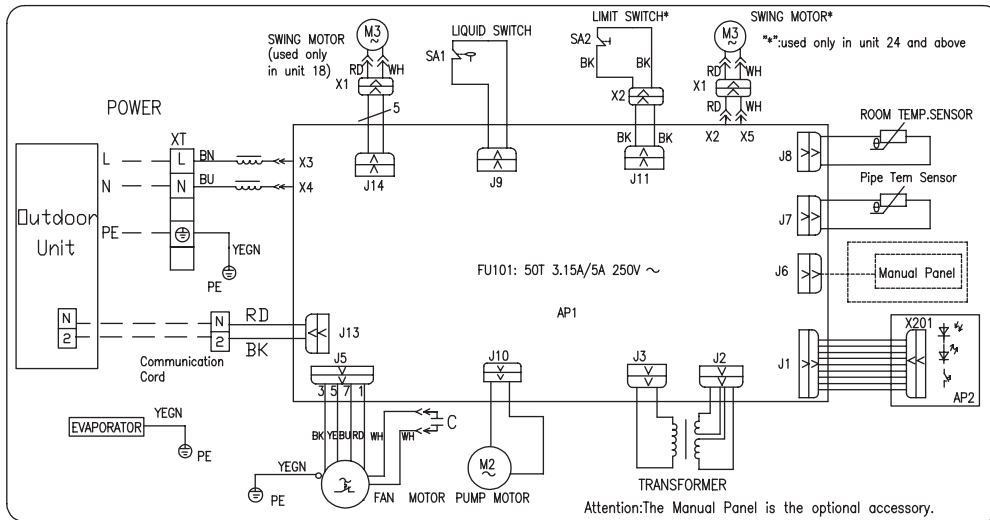 SWING MOTOR
(used only
in unit 18)
M3
~
RD
WH
X1
5
J14
LIQUID SWITCH
SA1
J9
LIMIT SWITCH*
SA2
BK
BK
X2
BK
BK
J11
SWING MOTOR*
M3
~
"*":used only in unit 24 and above
RD
WH
X1
RD
WH
X2
X5
POWER
XT
Outdoor
Unit
L
L
BN
X3
N
N
BU
X4
PE
YEGN
PE
N
2
N
2
RD
BK
J13
Communication
Cord
ROOM TEMP.SENSOR
J8
θ
Pipe Tem Sensor
J7
θ
J6
Manual Panel
FU101: 50T 3.15A/5A 250V ~
AP1
J1
X201
AP2
J5
3 5 7 1
BK YE BU RD WH WH
C
YEGN
PE
FAN MOTOR
J10
M2
~
PUMP MOTOR
J3
J2
TRANSFORMER
EVAPORATOR
YEGN
PE
Attention:The Manual Panel is the optional accessory.